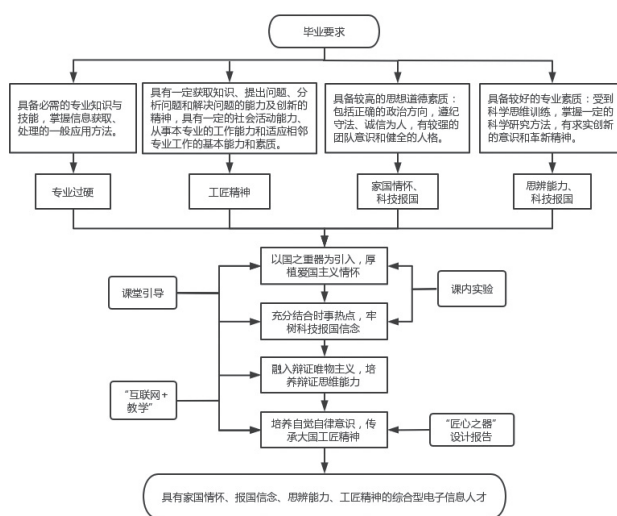 毕业要求
具备必需的专业知识与
技能，掌握信息获取、
处理的一般应用方法。
具有一定获取知识、提出问题、分
析问题和解决问题的能力及创新的
精神，具有一定的社会活动能力、
从事本专业的工作能力和适应相邻
专业工作的基本能力和素质。
具备较高的思想道德素质：
包括正确的政治方向，遵纪
守法、诚信为人，有较强的
团队意识和健全的人格。
具备较好的专业素质：受到
科学思维训练，掌握一定的
科学研究方法，有求实创新
的意识和革新精神。
专业过硬
工匠精神
家国情怀、
科技报国
思辨能力、
科技报国
以国之重器为引入，厚
植爱国主义情怀
课堂引导
课内实验
充分结合时事热点，牢
树科技报国信念
融入辩证唯物主义，培
养辩证思维能力
“互联网+
教学”
培养自觉自律意识，传
承大国工匠精神
“匠心之器”
设计报告
具有家国情怀、报国信念、思辨能力、工匠精神的综合型电子信息人才